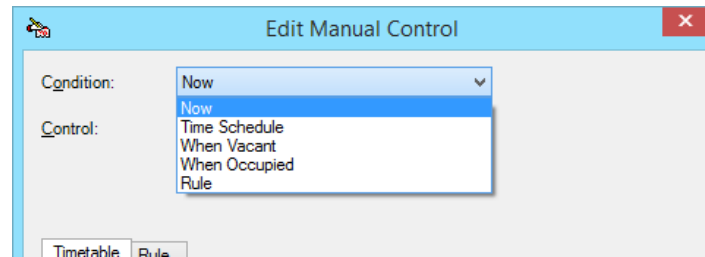 Edit Manual Control
Condition: Now
Now
Control: Time Schedule
When Vacant
When Occupied
Rule
Timetable Rule